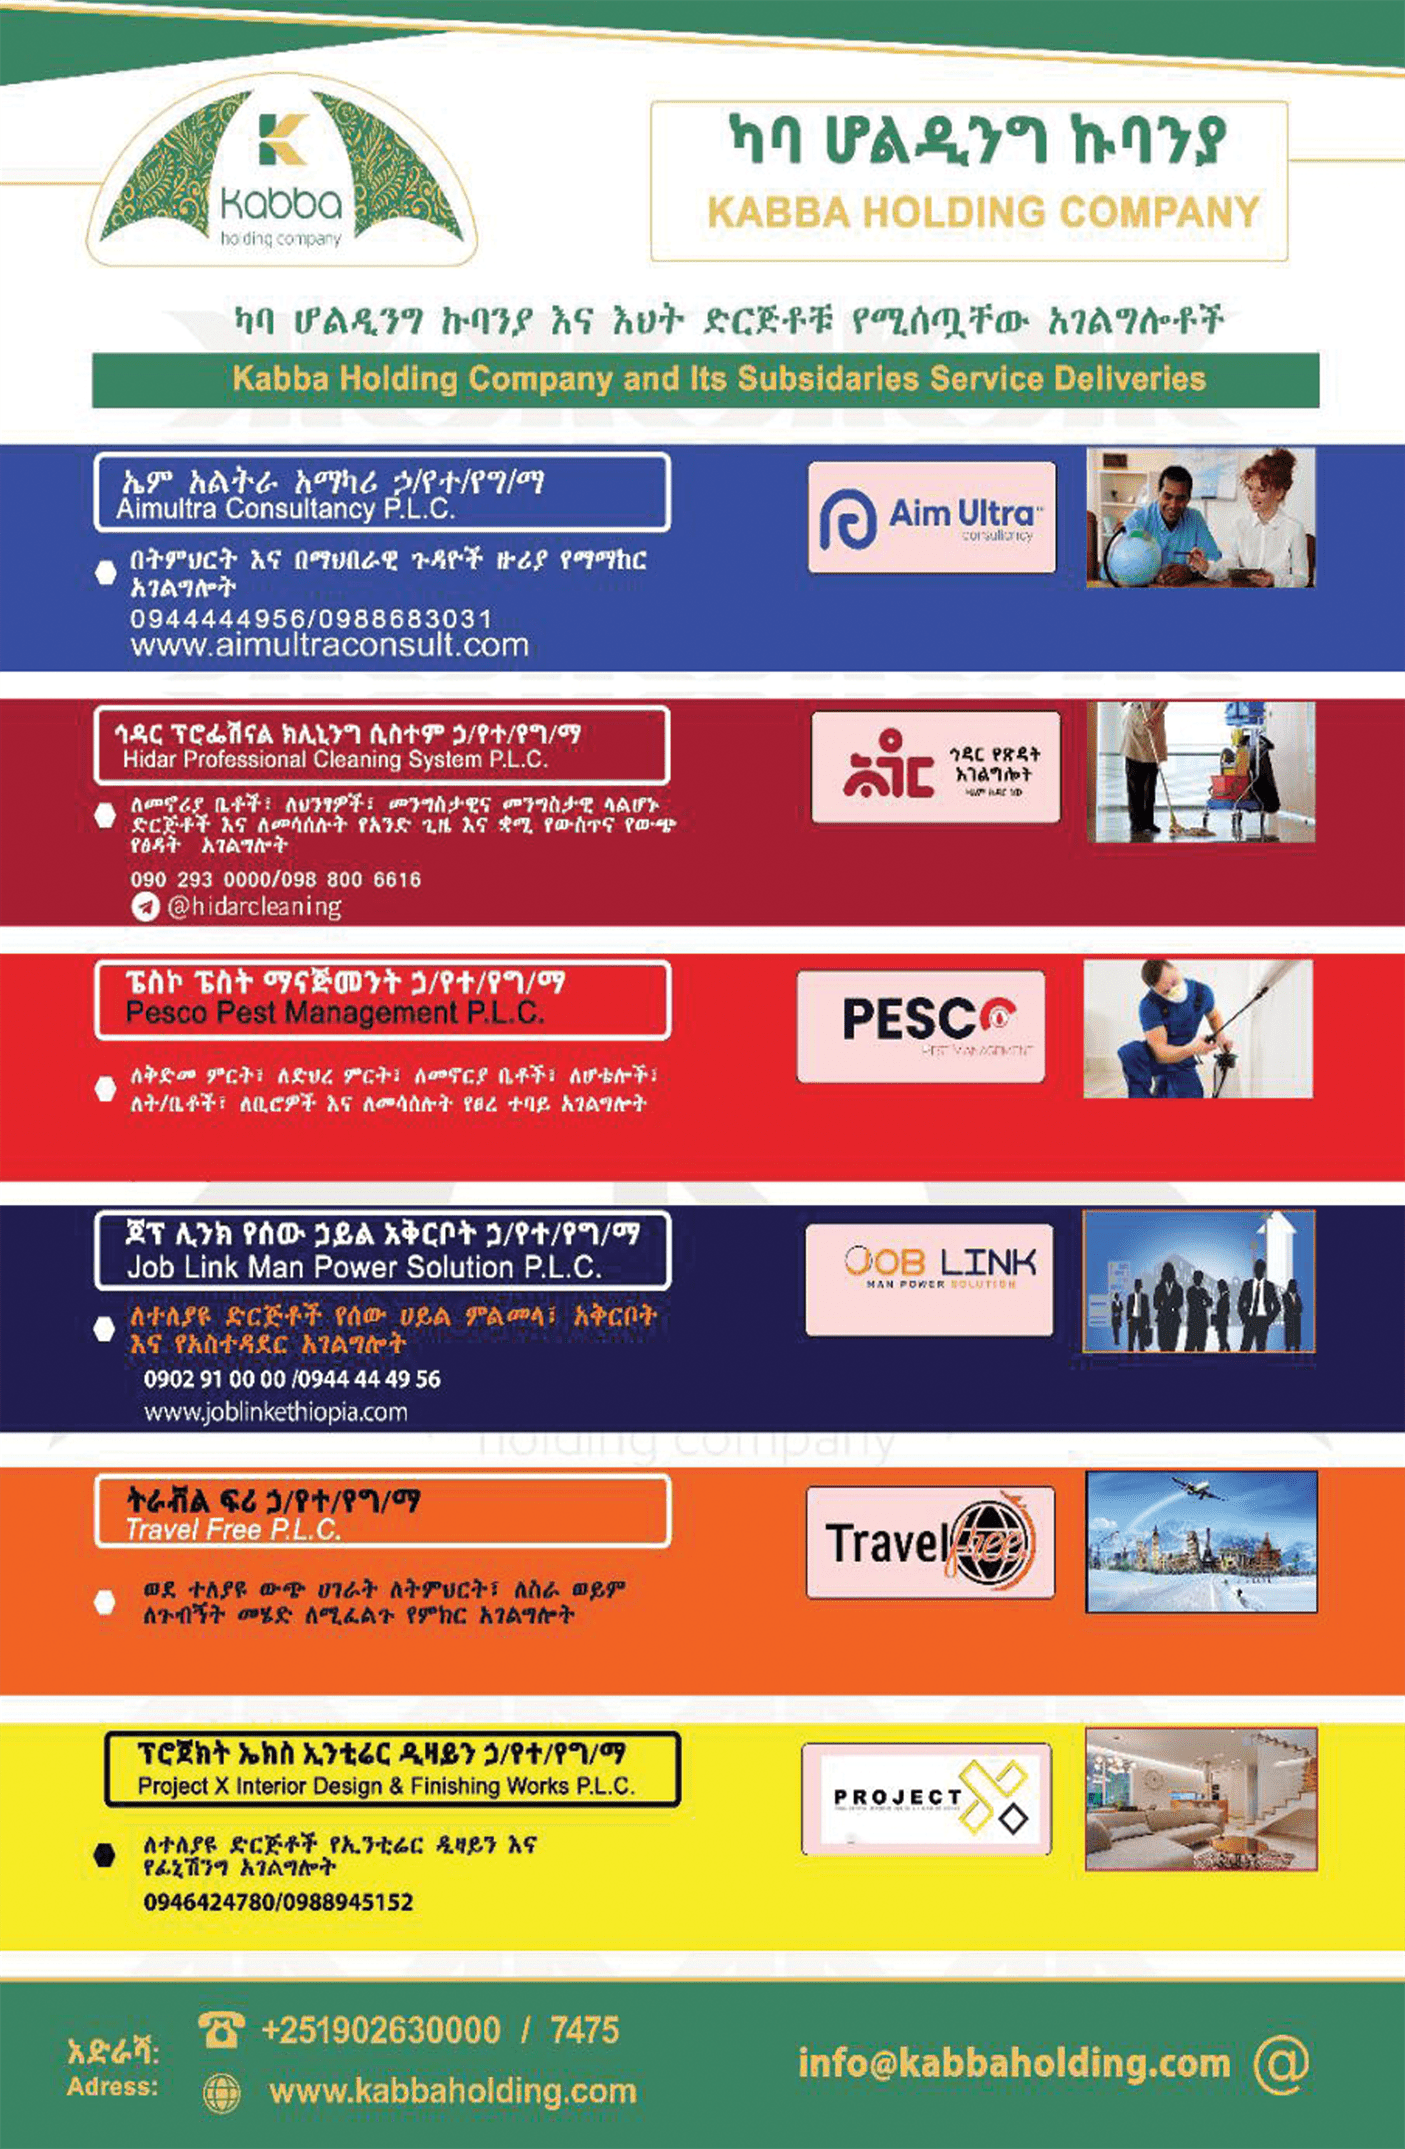 Kabba
holding company
ካባ ሆልዲንግ ኩባንያ
KABBA HOLDING COMPANY
ካባ ሆልዲንግ ኩባንያ እና እህት ድርጅቶቹ የሚሰጧቸው አገልግሎቶች
Kabba Holding Company and Its Subsidaries Service Deliveries
ኤም አልትራ አማካሪ ኃ/የተ/የግ/ማ
Aimultra Consultancy P.L.C.
በትምህርት እና በማህበራዊ ጉዳዮች ዙሪያ የማማከር
አገልግሎት
0944444956/0988683031
www.aimultraconsult.com
Aim Ultra
consultancy
ኅዳር ፕሮፌሽናል ክሊኒንግ ሲስተም ኃ/የተ/የግ/ማ
Hidar Professional Cleaning System P.L.C.
ለመኖሪያ ቤቶች፣ ለህንፃዎች፣ መንግስታዊና መንግስታዊ ላልሆኑ
ድርጅቶች እና ለመሳሰሉት የአንድ ጊዜ እና ቋሚ የውስጥና የውጭ
የፅዳት አገልግሎት
090 293 0000/098 800 6616
@hidarcleaning
ኅዳር የጽዳት
አገልግሎት
ፔስኮ ፔስት ማናጅመንት ኃ/የተ/የግ/ማ
Pesco Pest Management P.L.C.
ለቅድመ ምርት፣ ለድህረ ምርት፣ ለመኖርያ ቤቶች፣ ለሆቴሎች፣
ለት/ቤቶች፣ ለቢሮዎች እና ለመሳሰሉት የፀረ ተባይ አገልግሎት
PESCO
PEST MANAGEMENT
ጆፕ ሊንክ የሰው ኃይል አቅርቦት ኃ/የተ/የግ/ማ
Job Link Man Power Solution P.L.C.
ለተለያዩ ድርጅቶች የሰው ሀይል ምልመላ፣ አቅርቦት
እና የአስተዳደር አገልግሎት
0902 91 00 00 /0944 44 49 56
www.joblinkethiopia.com
JOB LINK
MAN POWER SOLUTION
holding company
ትራቭል ፍሪ ኃ/የተ/የግ/ማ
Travel Free P.L.C.
ወደ ተለያዩ ውጭ ሀገራት ለትምህርት፣ ለስራ ወይም
ለጉብኝት መሄድ ለሚፈልጉ የምክር አገልግሎት
Travel free
ፕሮጀክት ኤክስ ኢንቲሬር ዲዛይን ኃ/የተ/የግ/ማ
Project X Interior Design & Finishing Works P.L.C.
ለተለያዩ ድርጅቶች የኢንቲሬር ዲዛይን እና
የፊኒሽንግ አገልግሎት
0946424780/0988945152
PROJECT X
አድራሻ:
Adress:
+251902630000 / 7475
www.kabbaholding.com
info@kabbaholding.com @